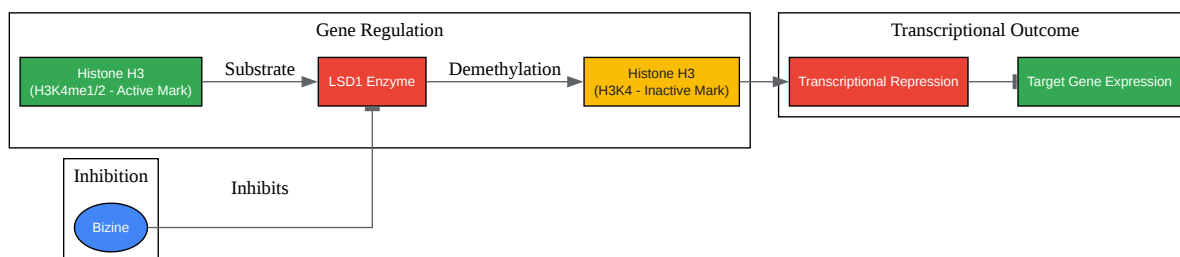 Gene Regulation
Transcriptional Outcome
Histone H3
(H3K4me1/2 - Active Mark)
Substrate
LSD1 Enzyme
Demethylation
Histone H3
(H3K4 - Inactive Mark)
Transcriptional Repression
Target Gene Expression
Inhibition
Inhibits
Bizine